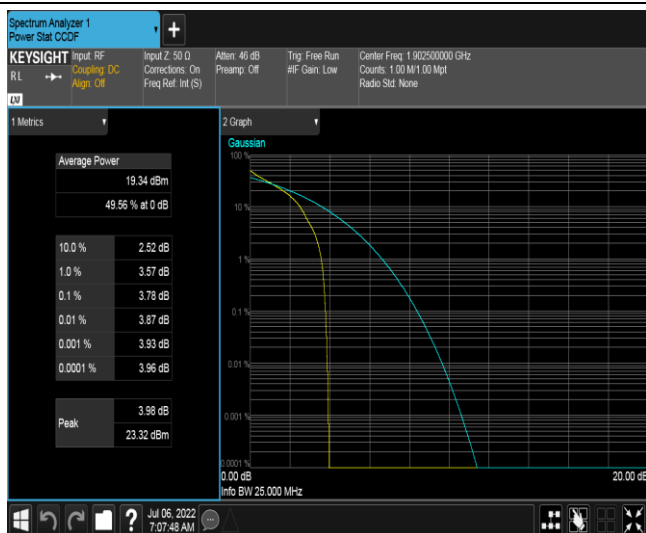 Spectrum Analyzer 1
Power Stat CCDF
+
KEYSIGHT
RL
LXI
Input: RF
Coupling: DC
Align: Off
Input Z: 50 Ω
Corrections: On
Freq Ref: Int (S)
Atten: 46 dB
Preamp: Off
Trig: Free Run
#IF Gain: Low
Center Freq: 1.902500000 GHz
Counts: 1.00 M/1.00 Mpt
Radio Std: None
1 Metrics
Average Power
19.34 dBm
49.56 % at 0 dB
10.0 % 2.52 dB
1.0 % 3.57 dB
0.1 % 3.78 dB
0.01 % 3.87 dB
0.001 % 3.93 dB
0.0001 % 3.96 dB
Peak
3.98 dB
23.32 dBm
2 Graph
Gaussian
100 %
10 %
1 %
0.1 %
0.01 %
0.001 %
0.0001 %
0.00 dB
20.00 dB
Info BW 25.000 MHz
?
Jul 06, 2022
7:07:48 AM